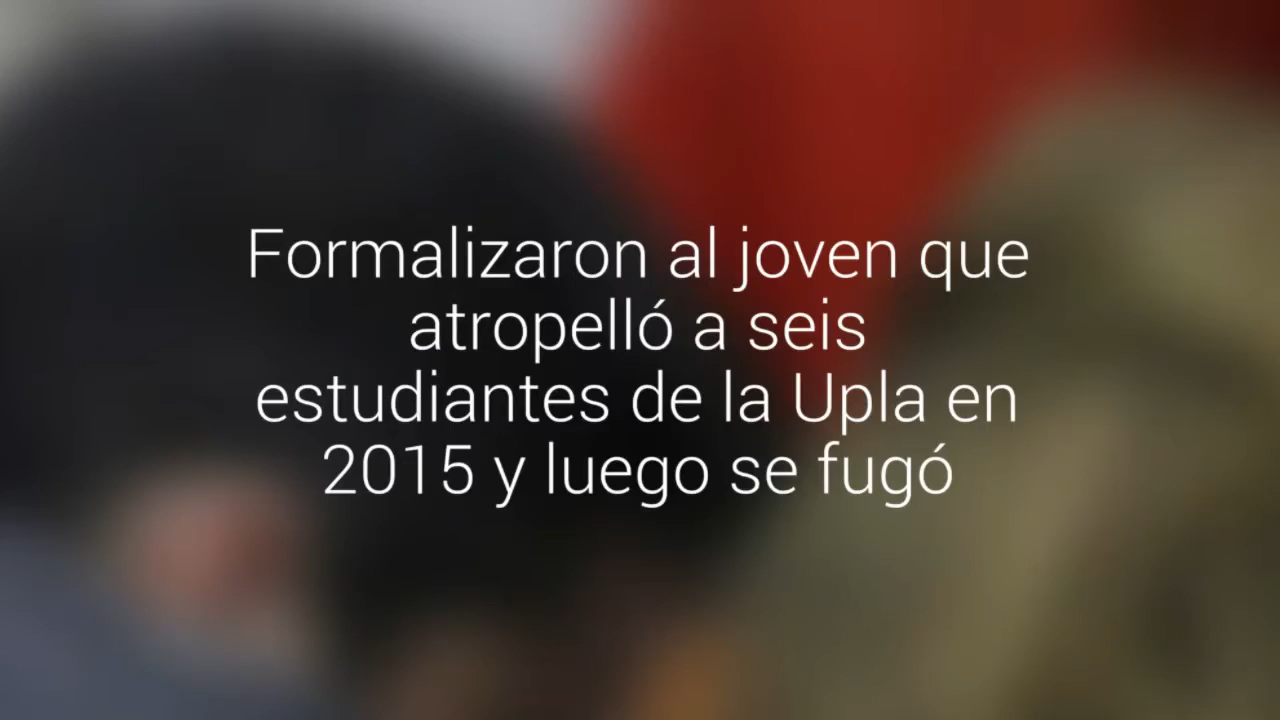 Formalizaron al joven que
atropelló a seis
estudiantes de la Upla en
2015 y luego se fugó